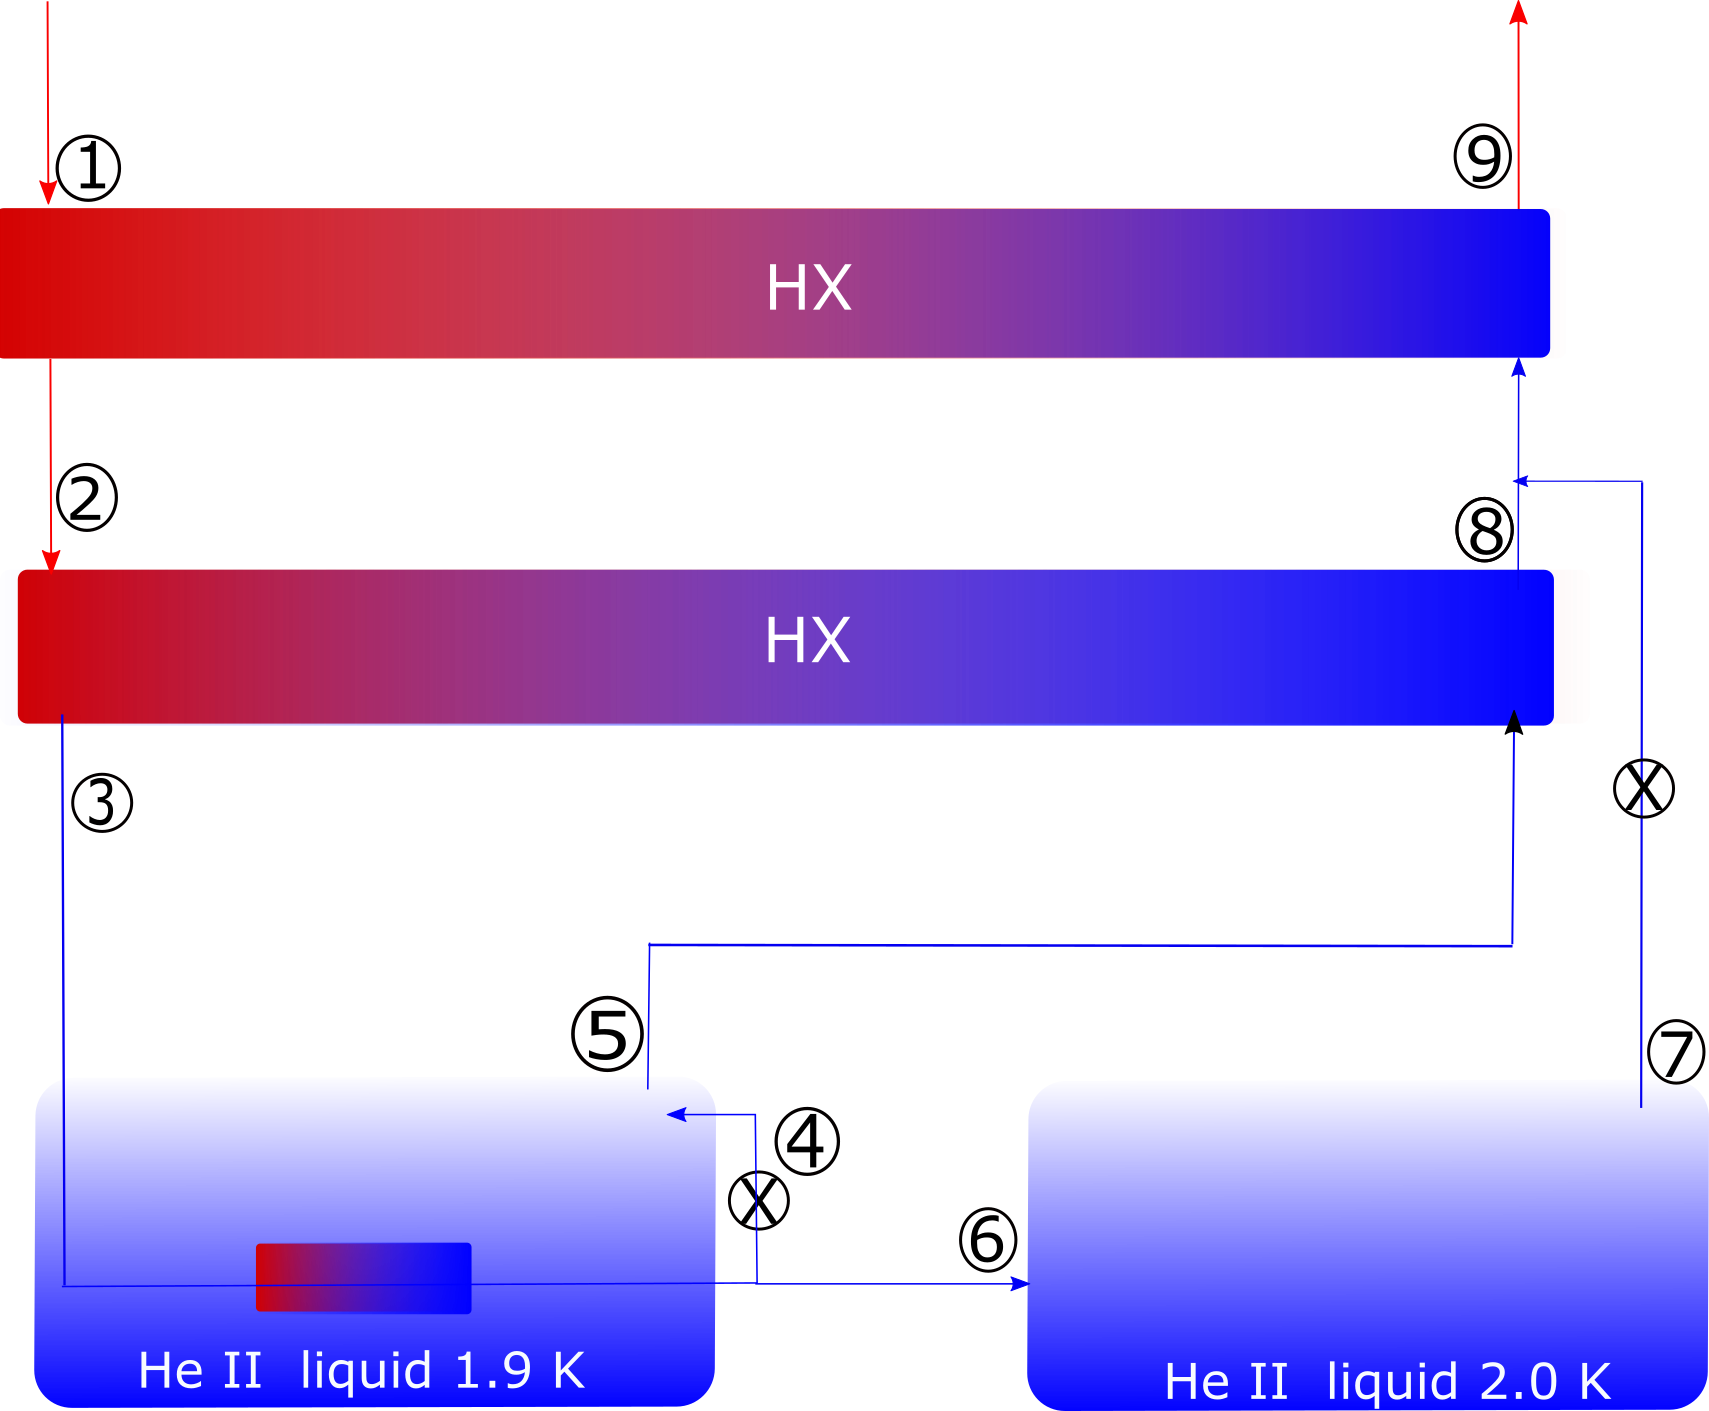 ①
⑨
HX
②
⑧
HX
③
X
⑤
⑦
④
X
⑥
He II liquid 1.9 K
He II liquid 2.0 K